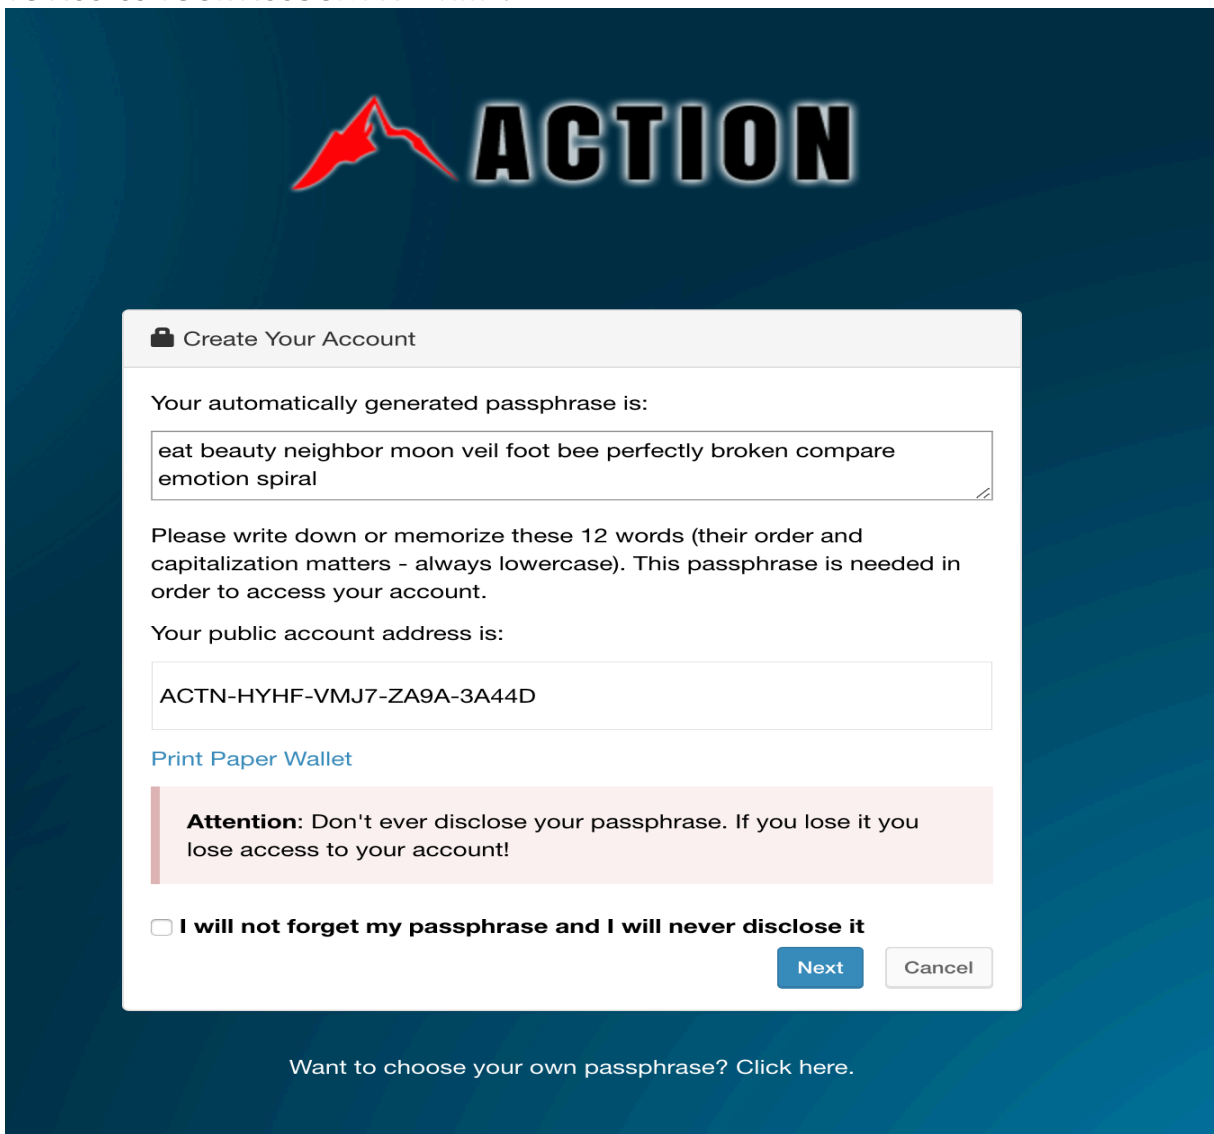 ACTION
Create Your Account
Your automatically generated passphrase is:
eat beauty neighbor moon veil foot bee perfectly broken compare
emotion spiral
Please write down or memorize these 12 words (their order and
capitalization matters - always lowercase). This passphrase is needed in
order to access your account.
Your public account address is:
ACTN-HYHF-VMJ7-ZA9A-3A44D
Print Paper Wallet
Attention: Don't ever disclose your passphrase. If you lose it you
lose access to your account!
I will not forget my passphrase and I will never disclose it
Next Cancel
Want to choose your own passphrase? Click here.